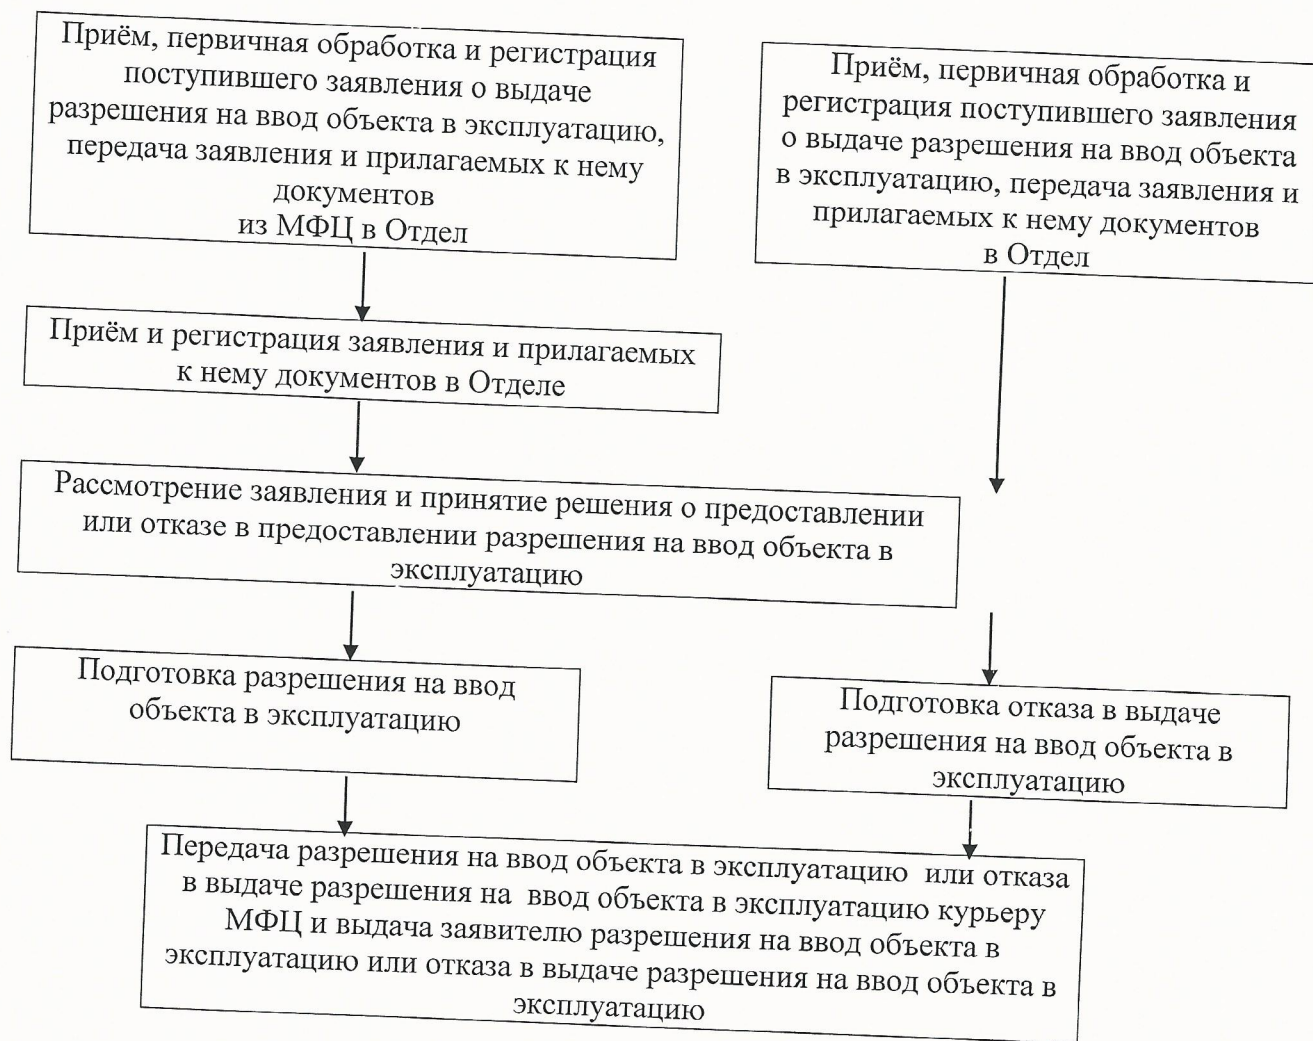 Приём, первичная обработка и регистрация
поступившего заявления о выдаче
разрешения на ввод объекта в эксплуатацию,
передача заявления и прилагаемых к нему
документов
из МФЦ в Отдел
Приём, первичная обработка и
регистрация поступившего заявления
о выдаче разрешения на ввод объекта
в эксплуатацию, передача заявления и
прилагаемых к нему документов
в Отдел
Приём и регистрация заявления и прилагаемых
к нему документов в Отделе
Рассмотрение заявления и принятие решения о предоставлении
или отказе в предоставлении разрешения на ввод объекта в
эксплуатацию
Подготовка разрешения на ввод
объекта в эксплуатацию
Подготовка отказа в выдаче
разрешения на ввод объекта в
эксплуатацию
Передача разрешения на ввод объекта в эксплуатацию или отказа
в выдаче разрешения на ввод объекта в эксплуатацию курьеру
МФЦ и выдача заявителю разрешения на ввод объекта в
эксплуатацию или отказа в выдаче разрешения на ввод объекта в
эксплуатацию